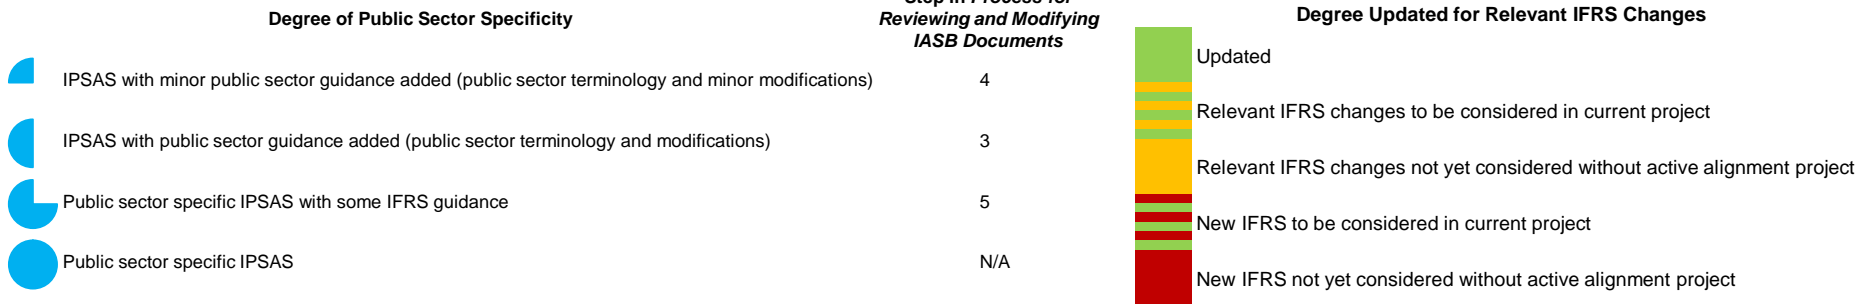 Degree of Public Sector Specificity
Step in Process for
Reviewing and Modifying
IASB Documents
IPSAS with minor public sector guidance added (public sector terminology and minor modifications) 4
IPSAS with public sector guidance added (public sector terminology and modifications) 3
Public sector specific IPSAS with some IFRS guidance 5
Public sector specific IPSAS N/A
Degree Updated for Relevant IFRS Changes
Updated
Relevant IFRS changes to be considered in current project
Relevant IFRS changes not yet considered without active alignment project
New IFRS to be considered in current project
New IFRS not yet considered without active alignment project